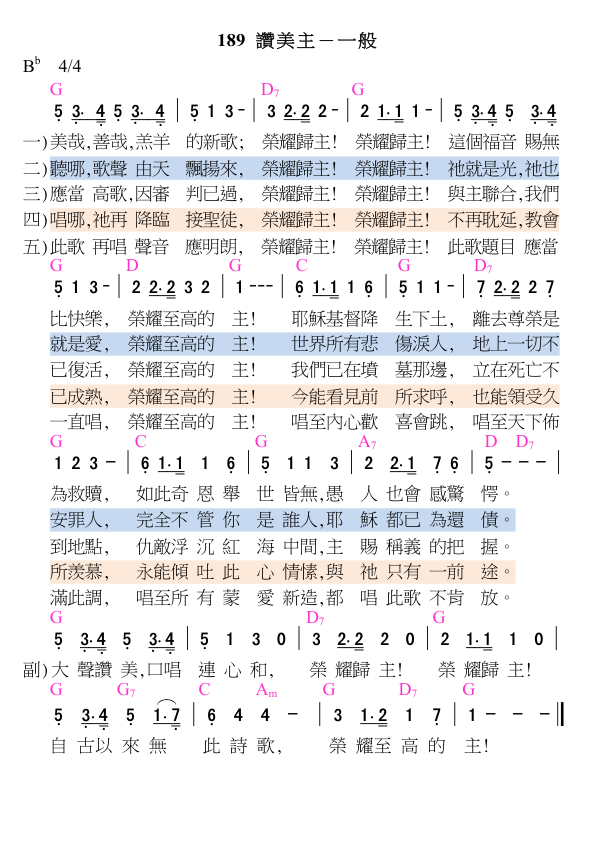 189 讚美主－一般
B♭ 4/4
G D7 G
5 3· 4 5 3· 4 | 5 1 3 - | 3 2·2 2 - | 2 1·1 1 - | 5 3·4 5 3·4
一)美哉,善哉,羔羊 的新歌; 榮耀歸主! 榮耀歸主! 這個福音 賜無
二)聽哪,歌聲 由天 飄揚來, 榮耀歸主! 榮耀歸主! 祂就是光,祂也
三)應當 高歌,因審 判已過, 榮耀歸主! 榮耀歸主! 與主聯合,我們
四)唱哪,祂再 降臨 接聖徒, 榮耀歸主! 榮耀歸主! 不再耽延,教會
五)此歌 再唱 聲音 應明朗, 榮耀歸主! 榮耀歸主! 此歌題目 應當
G D G C G D7
5 1 3 - | 2 2·2 3 2 | 1 - - - | 6 1·1 1 6 | 5 1 1 - | 7 2·2 2 7
比快樂, 榮耀至高的 主! 耶穌基督降 生下土, 離去尊榮是
就是愛, 榮耀至高的 主! 世界所有悲 傷淚人, 地上一切不
已復活, 榮耀至高的 主! 我們已在墳 墓那邊, 立在死亡不
已成熟, 榮耀至高的 主! 今能看見前 所求呼, 也能領受久
一直唱, 榮耀至高的 主! 唱至內心歡 喜會跳, 唱至天下佈
G C G A7 D D7
1 2 3 - | 6 1·1 1 6 | 5 1 1 3 | 2 2·1 7 6 | 5 - - - |
為救贖, 如此奇 恩 舉 世 皆無,愚 人 也會 感驚 愕。
安罪人, 完全不 管 你 是 誰人,耶 穌 都已 為還 債。
到地點, 仇敵浮 沉 紅 海 中間,主 賜 稱義 的把 握。
所羨慕, 永能傾 吐 此 心 情愫,與 祂 只有 一前 途。
滿此調, 唱至所 有 蒙 愛 新造,都 唱 此歌 不肯 放。
G D7 G
5 3·4 5 3·4 | 5 1 3 0 | 3 2·2 2 0 | 2 1·1 1 0 |
副)大 聲讚 美,口唱 連 心 和, 榮 耀歸 主! 榮 耀歸 主!
G G7 C Am G D7 G
5 3·4 5 1·7 | 6 4 4 - | 3 1·2 1 7 | 1 - - - ‖
自 古以 來 無 此 詩 歌, 榮 耀至 高 的 主!